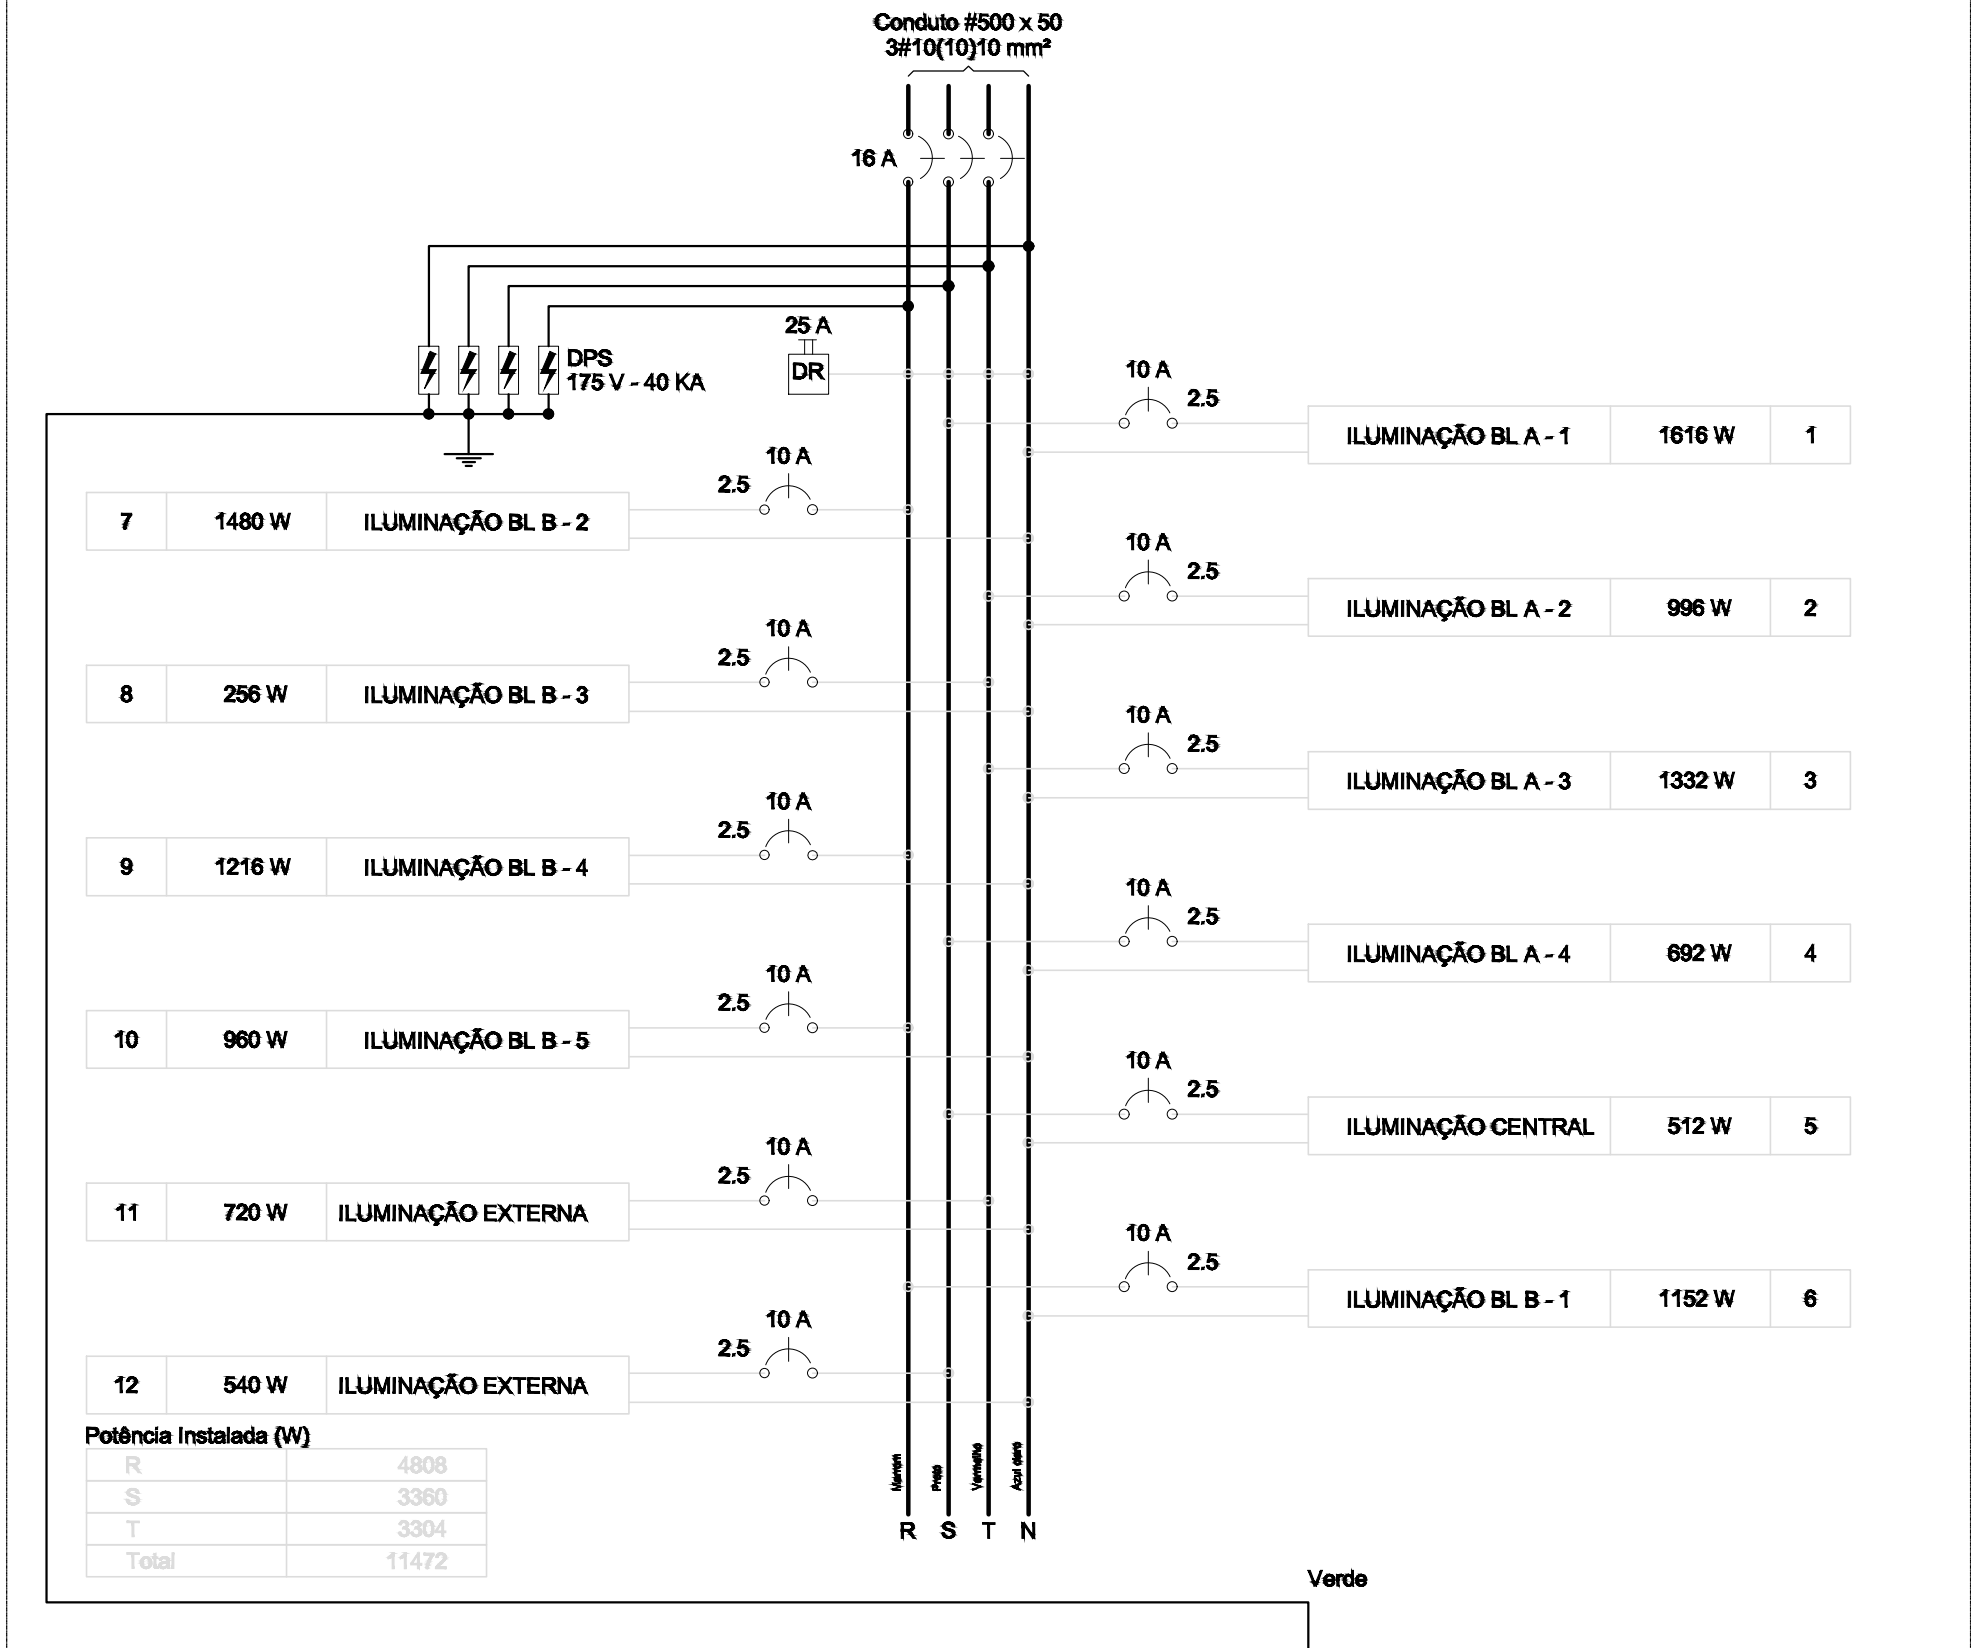 Conduto #500 x 50
3#10(10)10 mm²
16 A
25 A
DR
DPS
175 V - 40 KA
10 A
2.5
ILUMINAÇÃO BL A - 1 1616 W 1
10 A
2.5
7 1480 W ILUMINAÇÃO BL B - 2
10 A
2.5
ILUMINAÇÃO BL A - 2 996 W 2
10 A
2.5
8 256 W ILUMINAÇÃO BL B - 3
10 A
2.5
ILUMINAÇÃO BL A - 3 1332 W 3
10 A
2.5
9 1216 W ILUMINAÇÃO BL B - 4
10 A
2.5
ILUMINAÇÃO BL A - 4 692 W 4
10 A
2.5
10 960 W ILUMINAÇÃO BL B - 5
10 A
2.5
ILUMINAÇÃO CENTRAL 512 W 5
10 A
2.5
11 720 W ILUMINAÇÃO EXTERNA
10 A
2.5
ILUMINAÇÃO BL B - 1 1152 W 6
10 A
2.5
12 540 W ILUMINAÇÃO EXTERNA
Potência Instalada (W)
R 4808
S 3360
T 3304
Total 11472
Marrom
Preto
Vermelho
Azul claro
R S T N
Verde